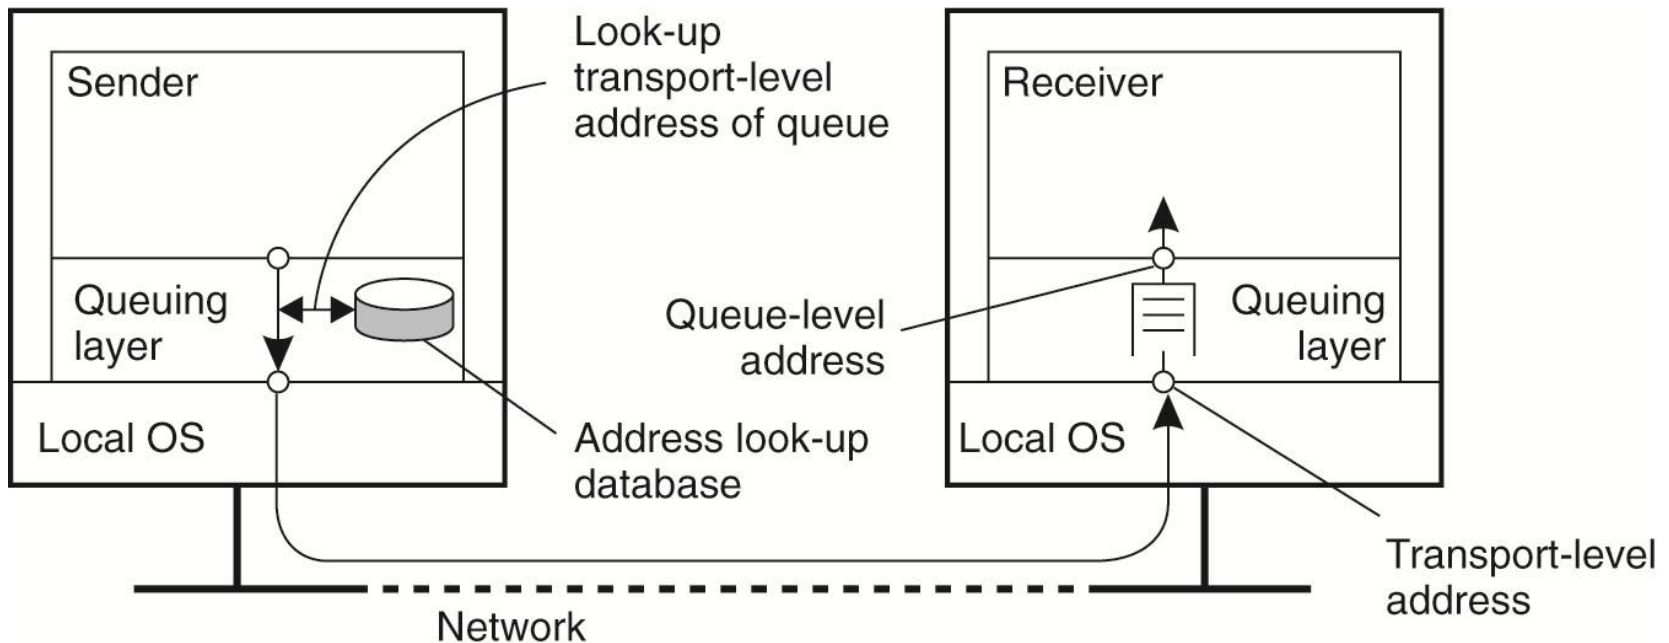 Sender
Look-up
transport-level
address of queue
Receiver
Queuing
layer
Queue-level
address
Queuing
layer
Local OS
Address look-up
database
Local OS
Transport-level
address
Network